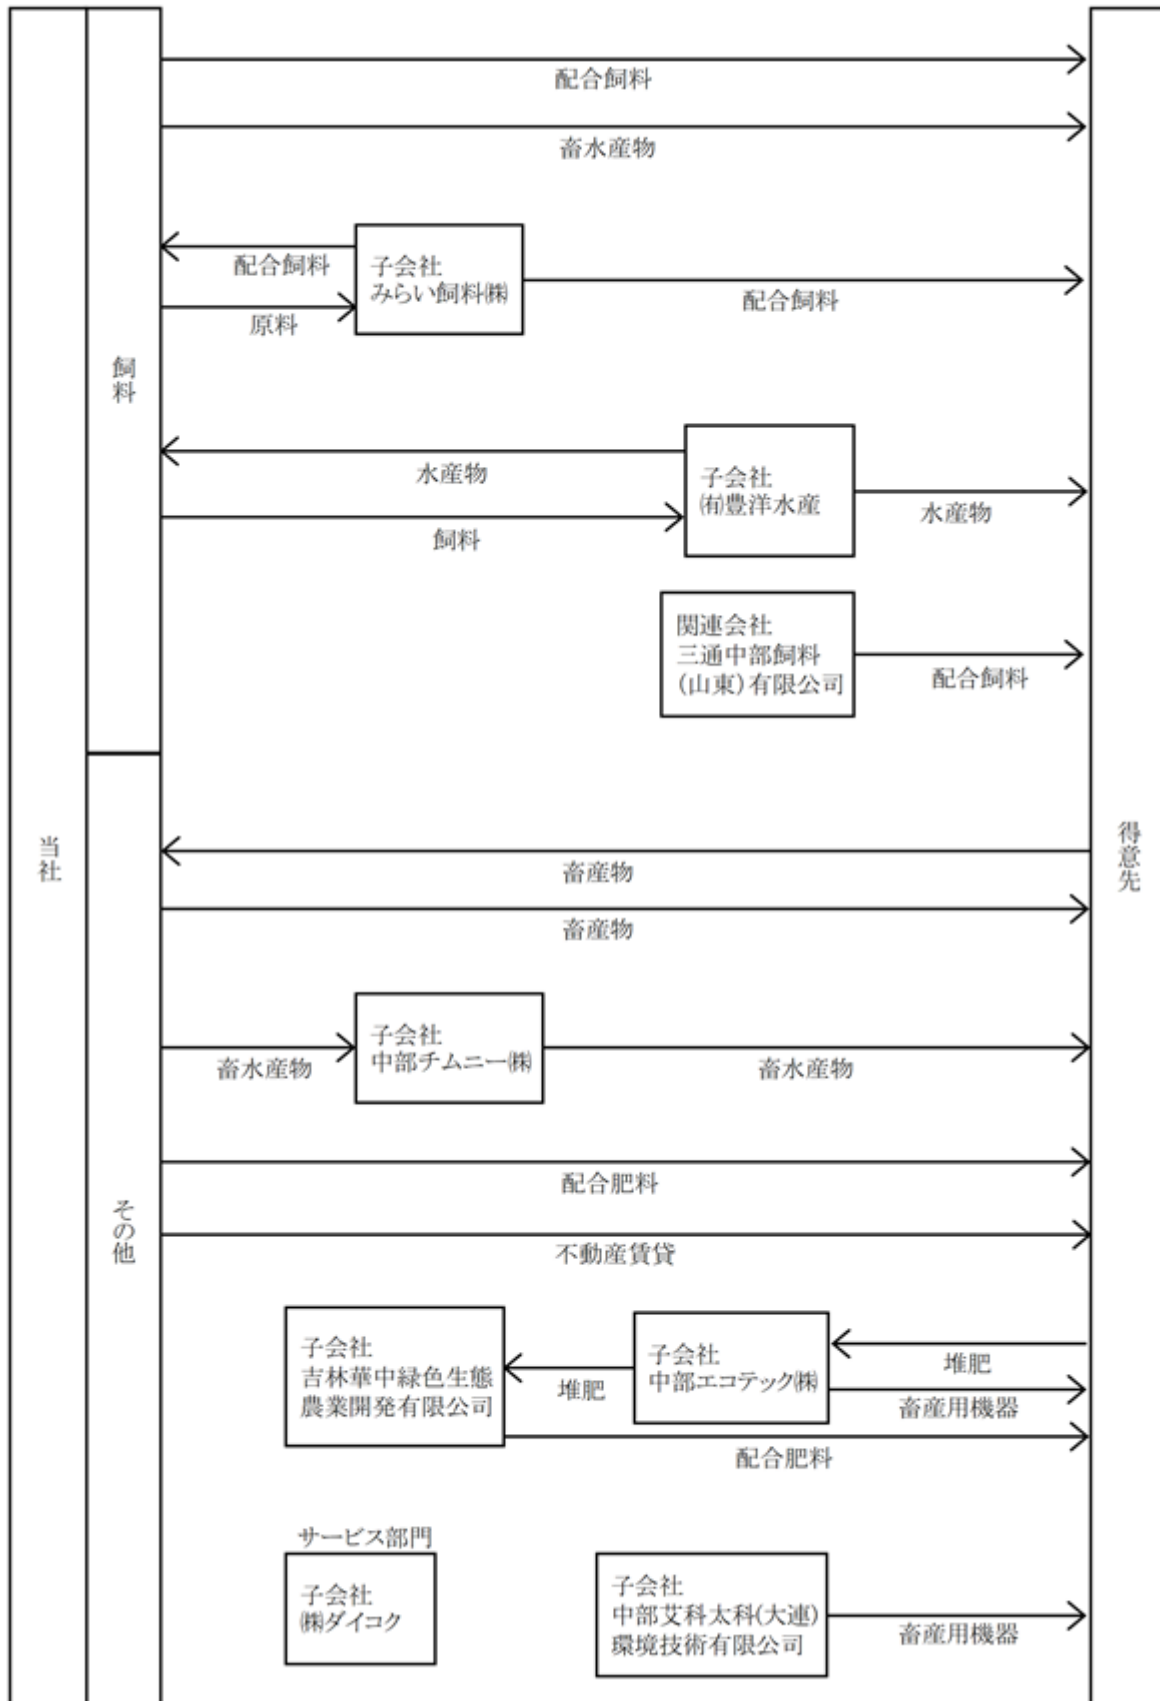 配合飼料
畜水産物
配合飼料
原料
子会社
みらい飼料㈱
配合飼料
飼料
水産物
飼料
子会社
㈲豊洋水産
水産物
関連会社
三通中部飼料
(山東)有限公司
配合飼料
当社
得意先
畜産物
畜産物
畜水産物
子会社
中部チムニー㈱
畜水産物
配合肥料
その他
不動産賃貸
子会社
吉林華中緑色生態
農業開発有限公司
堆肥
子会社
中部エコテック㈱
堆肥
畜産用機器
配合肥料
サービス部門
子会社
㈱ダイコク
子会社
中部艾科太科(大連)
環境技術有限公司
畜産用機器